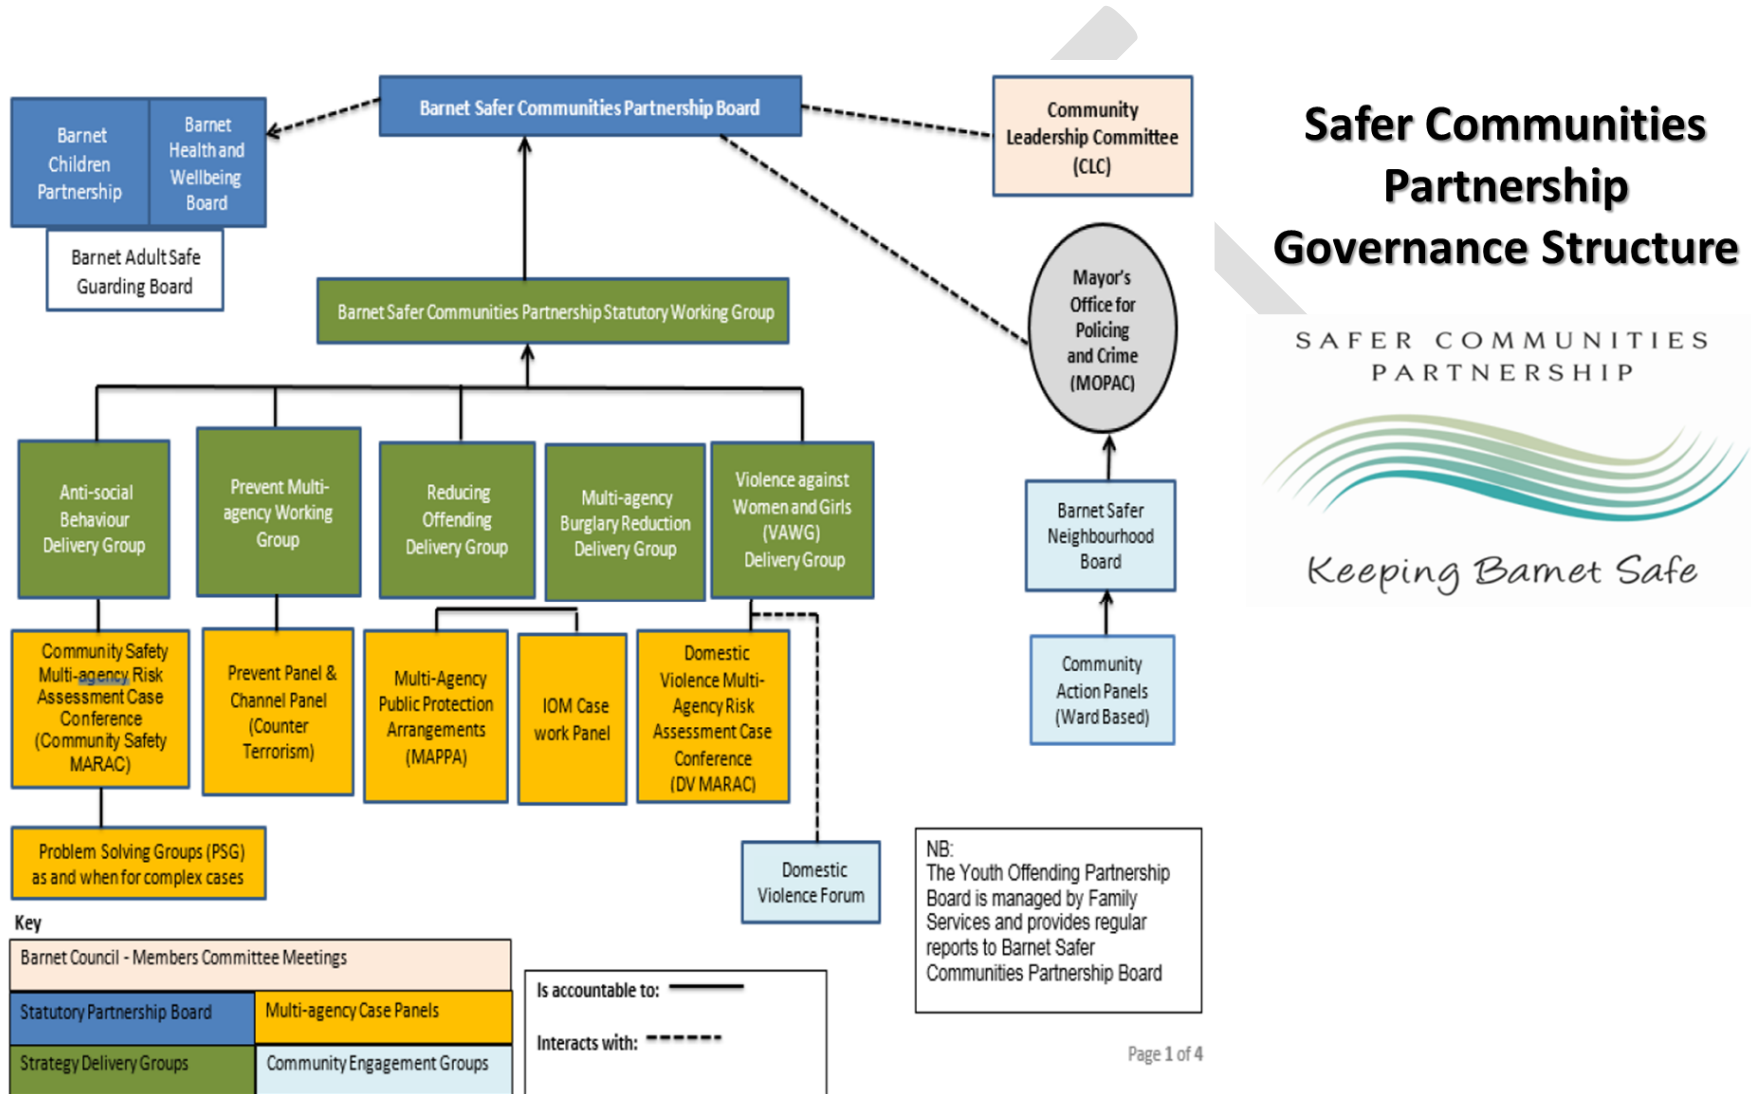 Barnet Safer Communities Partnership Board
Community
Leadership Committee
(CLC)
Barnet
Children
Partnership
Barnet
Health and
Wellbeing
Board
Barnet Adult Safe
Guarding Board
Safer Communities
Partnership
Governance Structure
SAFER COMMUNITIES
PARTNERSHIP
Keeping Barnet Safe
Mayor's
Office for
Policing
and Crime
(MOPAC)
Barnet Safer Communities Partnership Statutory Working Group
Anti-social
Behaviour
Delivery Group
Prevent Multi-
agency Working
Group
Reducing
Offending
Delivery Group
Multi-agency
Burglary Reduction
Delivery Group
Violence against
Women and Girls
(VAWG)
Delivery Group
Barnet Safer
Neighbourhood
Board
Community Safety
Multi-agency Risk
Assessment Case
Conference
(Community Safety
MARAC)
Prevent Panel &
Channel Panel
(Counter
Terrorism)
Multi-Agency
Public Protection
Arrangements
(MAPPA)
IOM Case
work Panel
Domestic
Violence Multi-
Agency Risk
Assessment Case
Conference
(DV MARAC)
Community
Action Panels
(Ward Based)
Problem Solving Groups (PSG)
as and when for complex cases
Domestic
Violence Forum
NB:
The Youth Offending Partnership
Board is managed by Family
Services and provides regular
reports to Barnet Safer
Communities Partnership Board
Key
Barnet Council - Members Committee Meetings
Statutory Partnership Board
Multi-agency Case Panels
Strategy Delivery Groups
Community Engagement Groups
Is accountable to:
Interacts with:
Page 1 of 4